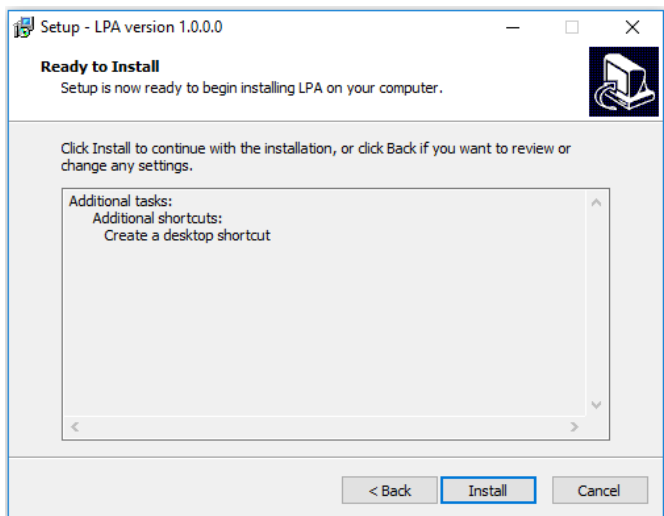 Setup - LPA version 1.0.0.0
Ready to Install
Setup is now ready to begin installing LPA on your computer.
Click Install to continue with the installation, or click Back if you want to review or
change any settings.
Additional tasks:
Additional shortcuts:
Create a desktop shortcut
< Back
Install
Cancel